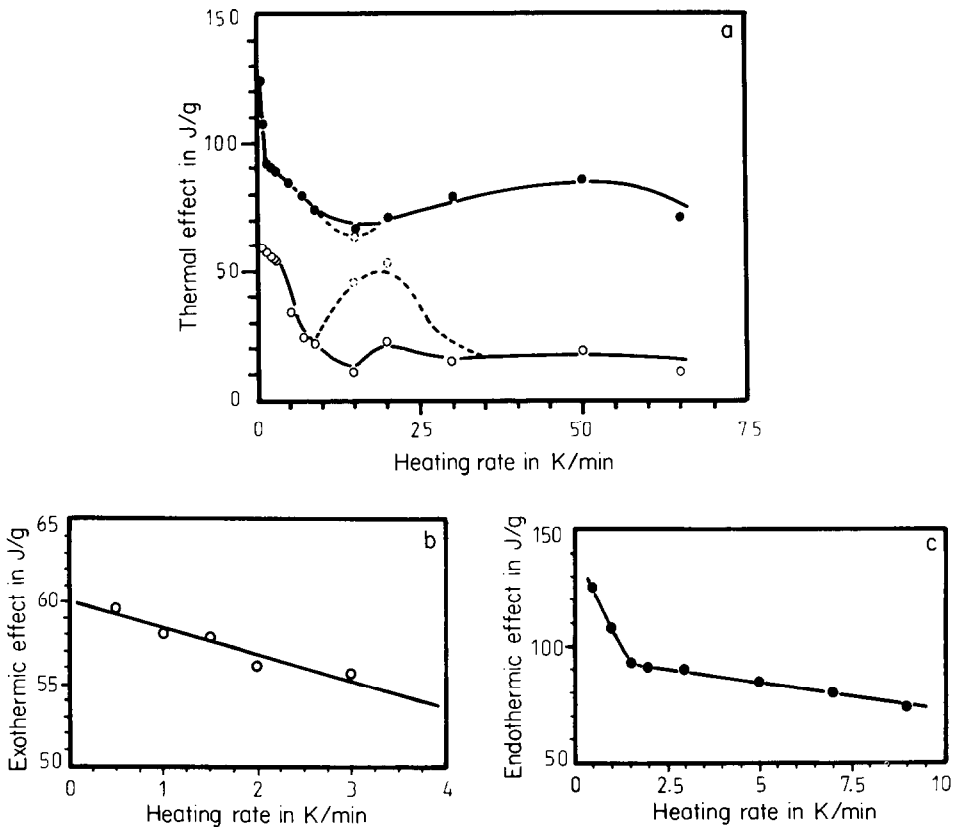 a
Thermal effect in J/g
150
100
50
0
0 25 50 75
Heating rate in K/min
b
Exothermic effect in J/g
65
60
55
50
0 1 2 3 4
Heating rate in K/min
c
Endothermic effect in J/g
150
100
50
0 2.5 5 7.5 10
Heating rate in K/min